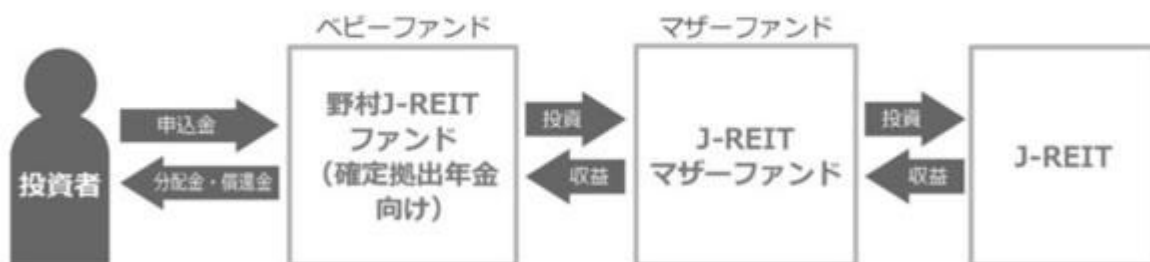 ベビーファンド
マザーファンド
投資者
申込金
分配金・償還金
野村J-REIT
ファンド
（確定拠出年金
向け）
投資
収益
J-REIT
マザーファンド
投資
収益
J-REIT